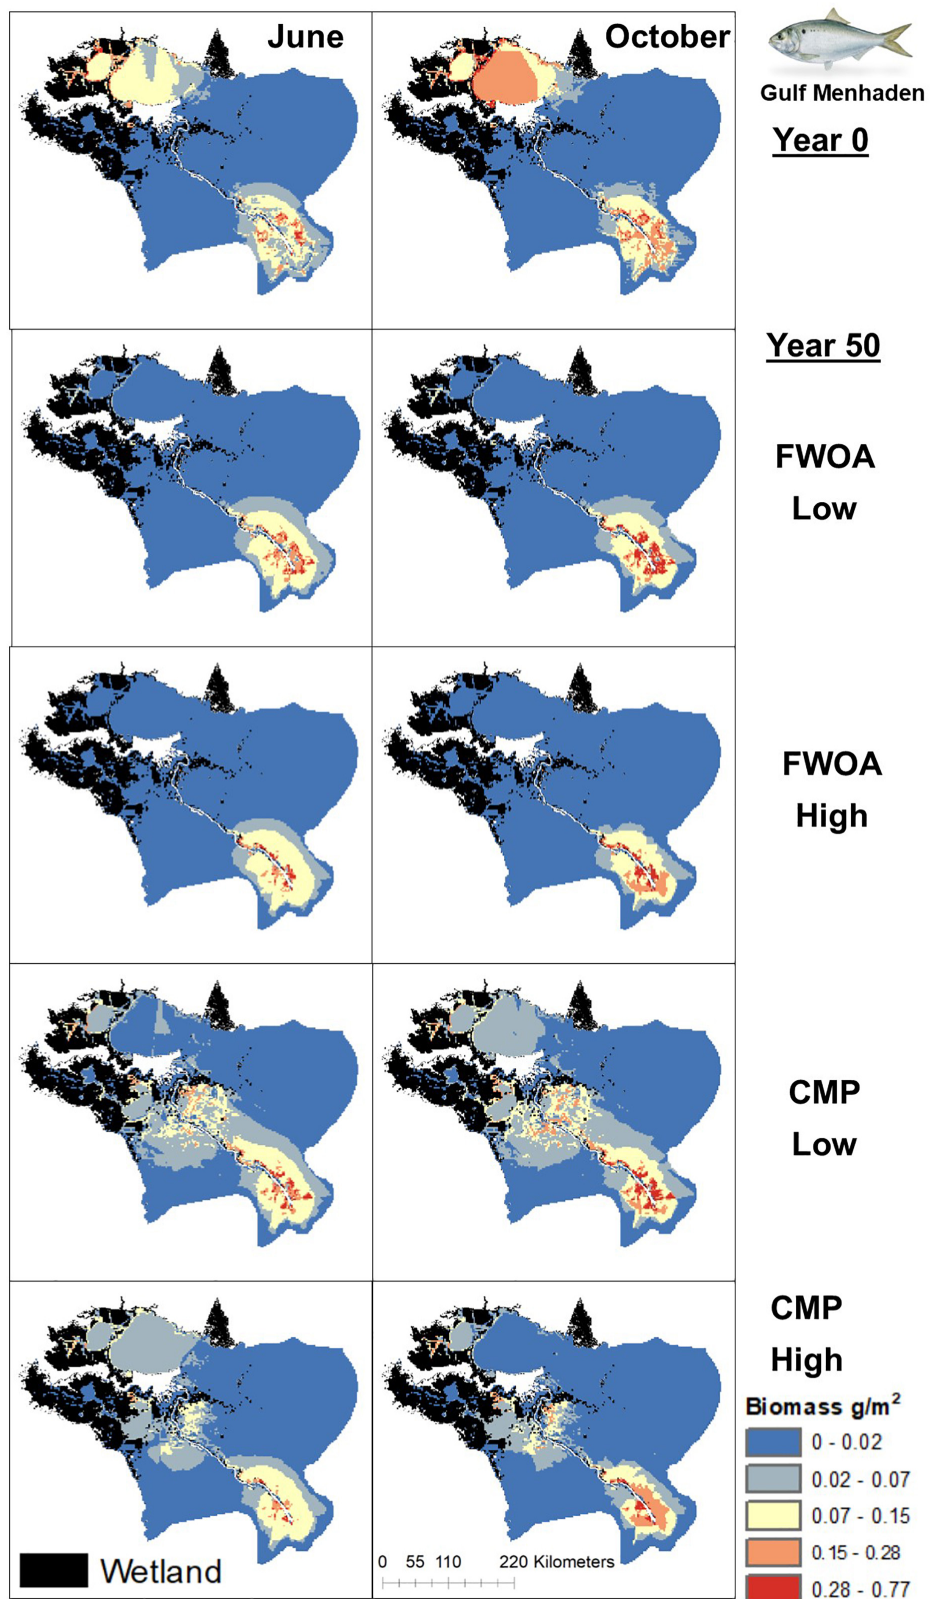 June
October
Gulf Menhaden
Year 0
Year 50
FWOA
Low
FWOA
High
CMP
Low
CMP
High
Biomass g/m²
0 - 0.02
0.02 - 0.07
0.07 - 0.15
0.15 - 0.28
0.28 - 0.77
Wetland
0 55 110 220 Kilometers